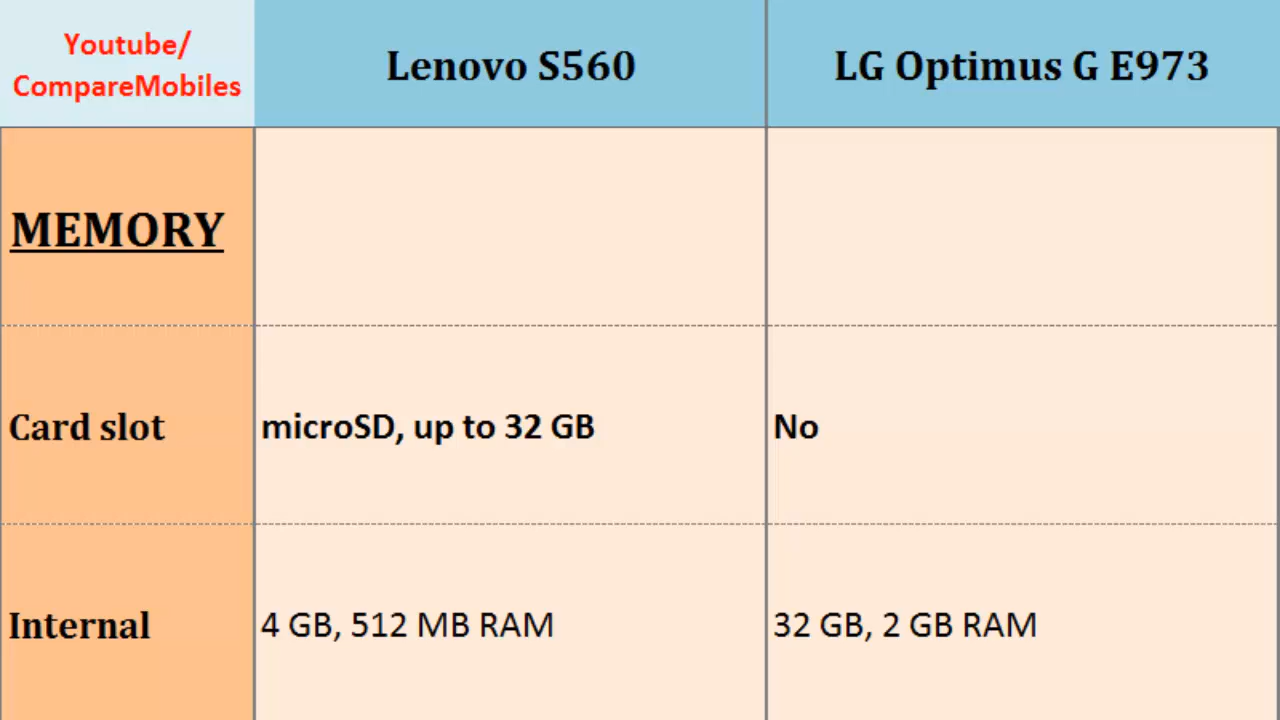 Youtube/
CompareMobiles
Lenovo S560
LG Optimus G E973
MEMORY
Card slot
microSD, up to 32 GB
No
Internal
4 GB, 512 MB RAM
32 GB, 2 GB RAM